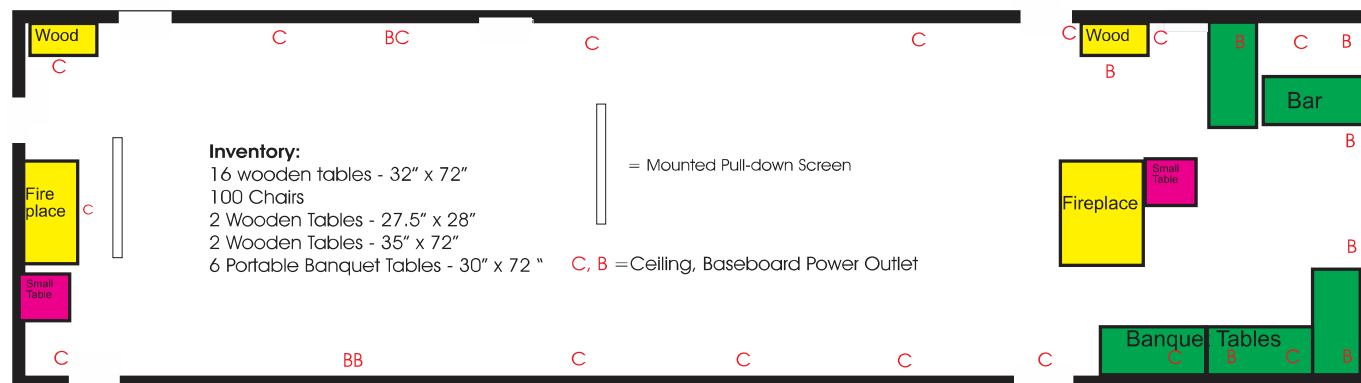 Wood
C
BC
C
C
C
Wood
C
B
C
B
C
B
Bar
B
Inventory:
16 wooden tables - 32” x 72”
100 Chairs
2 Wooden Tables - 27.5” x 28”
2 Wooden Tables - 35” x 72”
6 Portable Banquet Tables - 30” x 72 “
= Mounted Pull-down Screen
C, B =Ceiling, Baseboard Power Outlet
Fire
place
C
Small
Table
Fireplace
Small
Table
B
C
BB
C
C
C
C
Banquet Tables
C
B
C
B